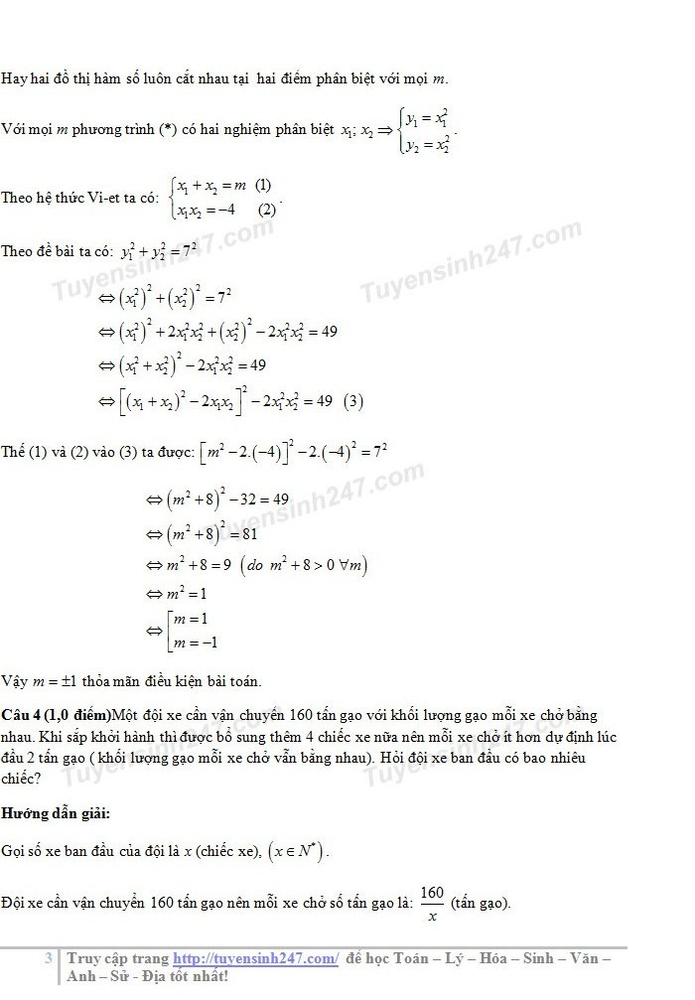 Hay hai đồ thị hàm số luôn cắt nhau tại hai điểm phân biệt với mọi m.
Với mọi m phương trình (*) có hai nghiệm phân biệt x₁; x₂ ⇒ { y₁ = x₁²
y₂ = x₂² .
Theo hệ thức Vi-et ta có: { x₁ + x₂ = m (1)
x₁x₂ = −4 (2) .
Theo đề bài ta có: y₁² + y₂² = 7²
⇔ (x₁²)² + (x₂²)² = 7²
⇔ (x₁²)² + 2x₁²x₂² + (x₂²)² − 2x₁²x₂² = 49
⇔ (x₁² + x₂²)² − 2x₁²x₂² = 49
⇔ [(x₁ + x₂)² − 2x₁x₂]² − 2x₁²x₂² = 49 (3)
Thế (1) và (2) vào (3) ta được: [m² − 2.(−4)]² − 2.(−4)² = 7²
⇔ (m² + 8)² − 32 = 49
⇔ (m² + 8)² = 81
⇔ m² + 8 = 9 (do m² + 8 > 0 ∀m)
⇔ m² = 1
⇔ [ m = 1
m = −1
Vậy m = ±1 thỏa mãn điều kiện bài toán.
Câu 4 (1,0 điểm)Một đội xe cần vận chuyển 160 tấn gạo với khối lượng gạo mỗi xe chở bằng
nhau. Khi sắp khởi hành thì được bổ sung thêm 4 chiếc xe nữa nên mỗi xe chở ít hơn dự định lúc
đầu 2 tấn gạo ( khối lượng gạo mỗi xe chở vẫn bằng nhau). Hỏi đội xe ban đầu có bao nhiêu
chiếc?
Hướng dẫn giải:
Gọi số xe ban đầu của đội là x (chiếc xe), (x ∈ N*).
Đội xe cần vận chuyển 160 tấn gạo nên mỗi xe chở số tấn gạo là: 160/x (tấn gạo).
3 Truy cập trang http://tuyensinh247.com/ để học Toán – Lý – Hóa – Sinh – Văn –
Anh – Sử - Địa tốt nhất!
Tuyensinh247.com
Tuyensinh247.com
Tuyensinh247.com
Tuyensinh247.com
Tuyensinh247.com